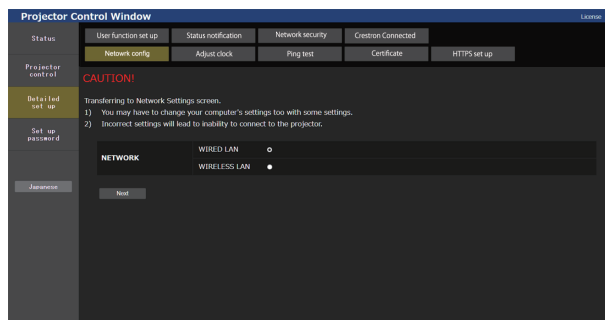 Projector Control Window
License
Status
Projector
control
Detailed
set up
Set up
password
Japanese
User function set up
Status notification
Network security
Crestron Connected
Netowrk config
Adjust clock
Ping test
Certificate
HTTPS set up
CAUTION!
Transferring to Network Settings screen.
1) You may have to change your computer's settings too with some settings.
2) Incorrect settings will lead to inability to connect to the projector.
NETWORK
WIRED LAN
WIRELESS LAN
Next